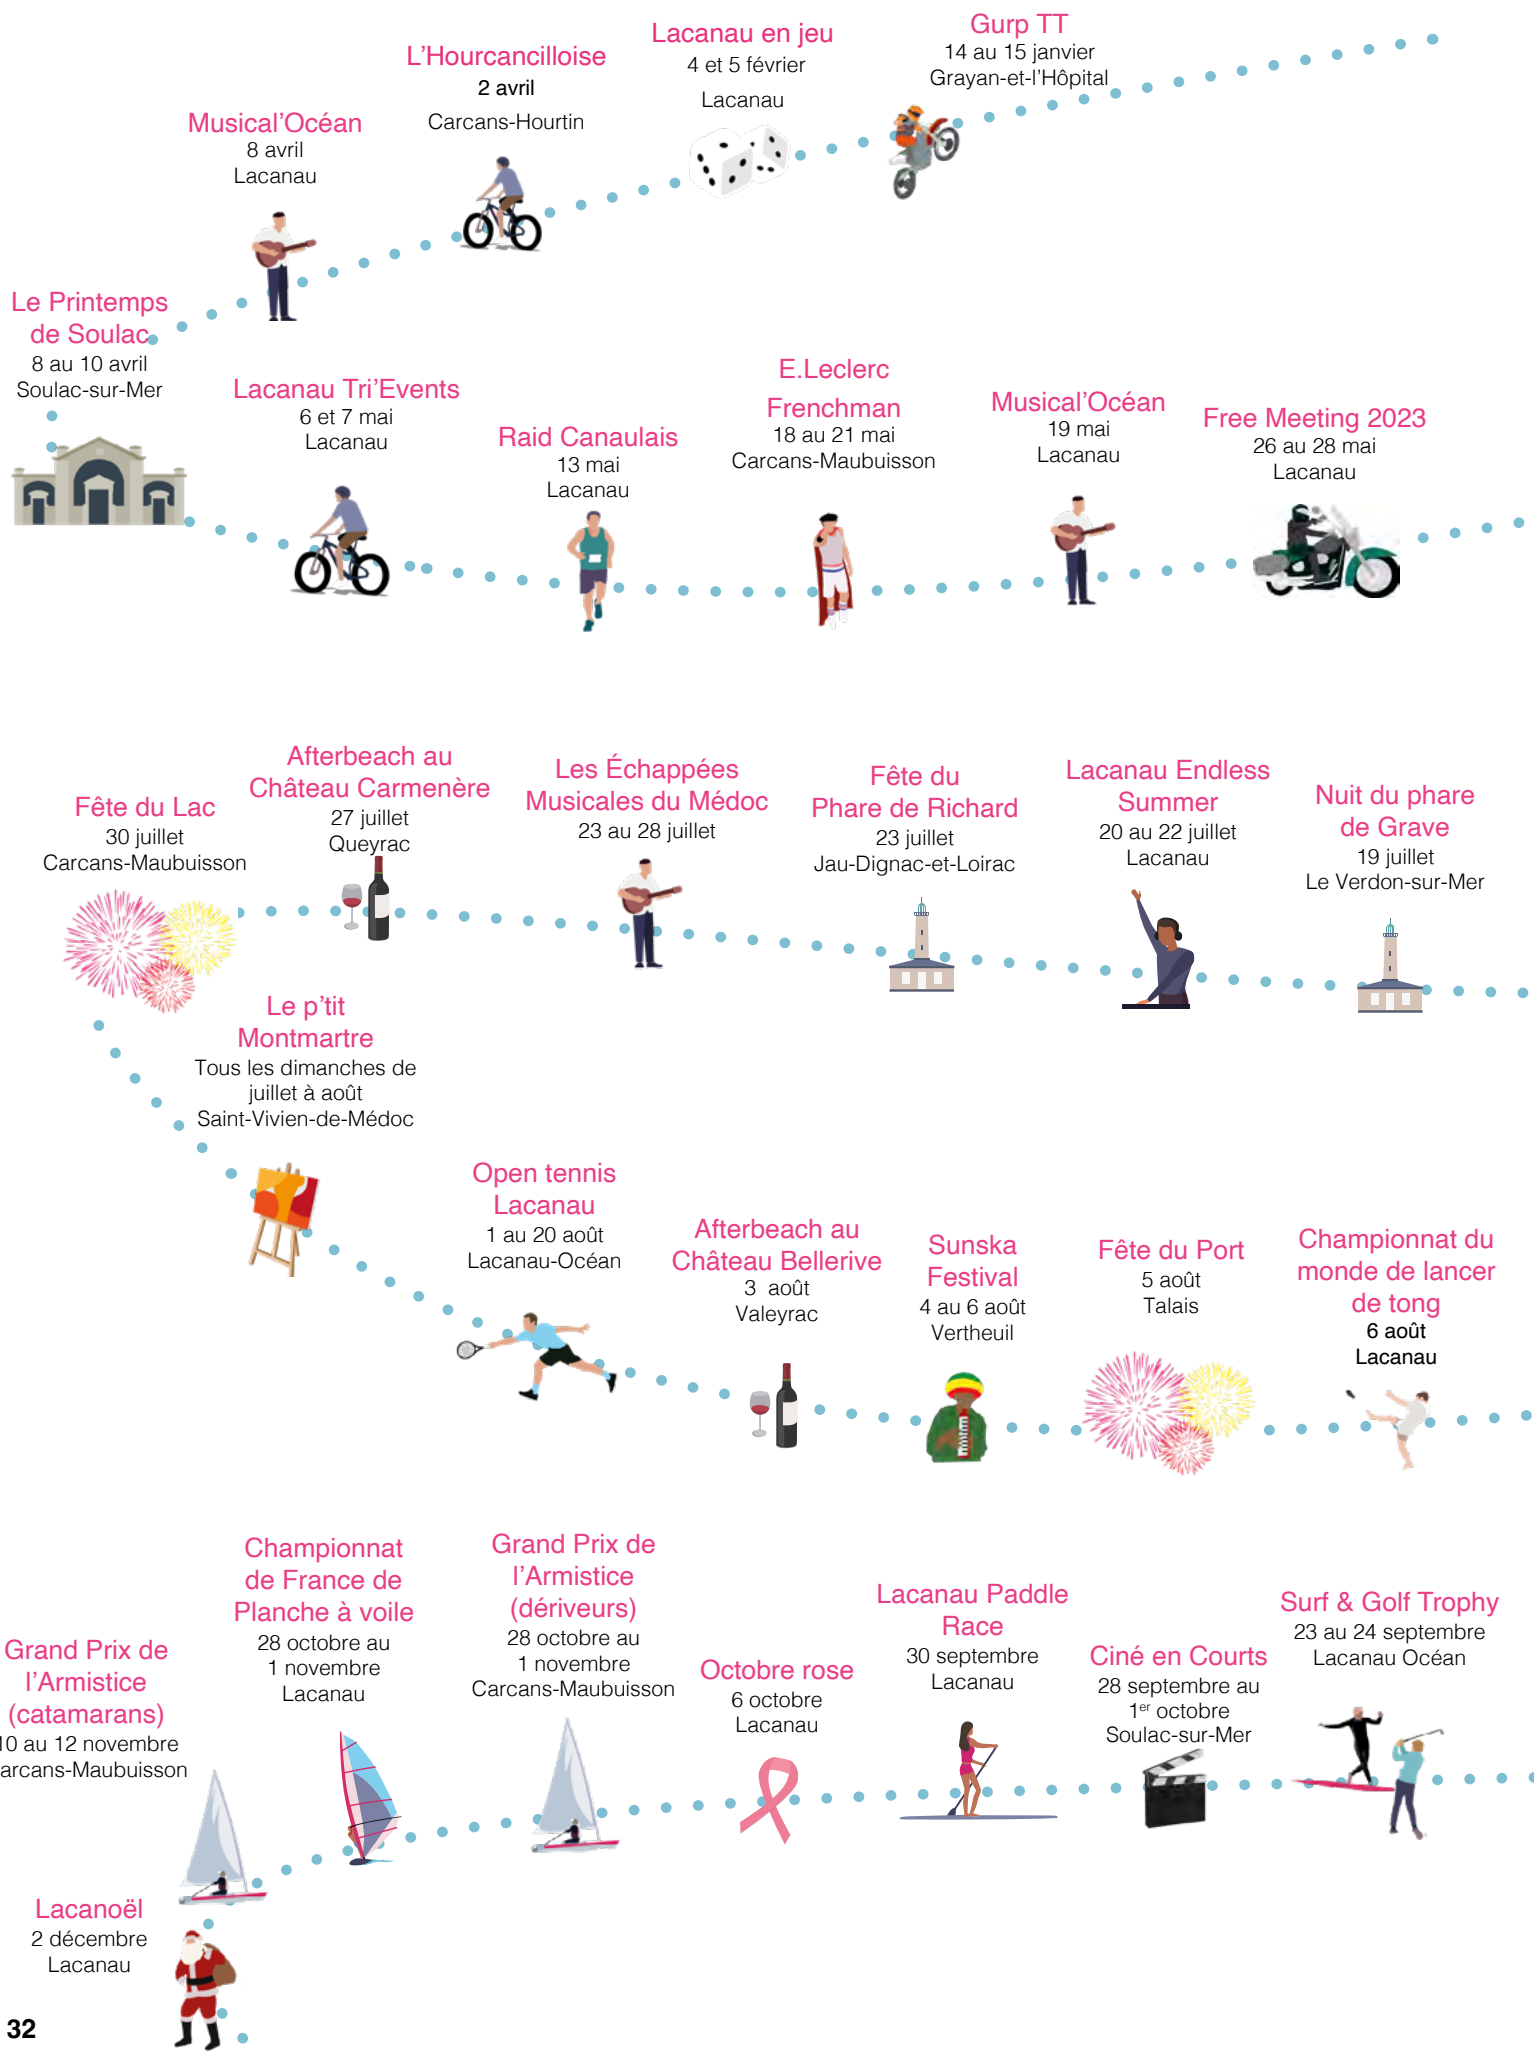 Gurp TT
14 au 15 janvier
Grayan-et-l'Hôpital
Lacanau en jeu
4 et 5 février
Lacanau
L'Hourcancilloise
2 avril
Carcans-Hourtin
Musical'Océan
8 avril
Lacanau
Le Printemps
de Soulac
8 au 10 avril
Soulac-sur-Mer
Lacanau Tri'Events
6 et 7 mai
Lacanau
Raid Canaulais
13 mai
Lacanau
E.Leclerc
Frenchman
18 au 21 mai
Carcans-Maubuisson
Musical'Océan
19 mai
Lacanau
Free Meeting 2023
26 au 28 mai
Lacanau
Fête du Lac
30 juillet
Carcans-Maubuisson
Afterbeach au
Château Carmenère
27 juillet
Queyrac
Les Échappées
Musicales du Médoc
23 au 28 juillet
Fête du
Phare de Richard
23 juillet
Jau-Dignac-et-Loirac
Lacanau Endless
Summer
20 au 22 juillet
Lacanau
Nuit du phare
de Grave
19 juillet
Le Verdon-sur-Mer
Le p'tit
Montmartre
Tous les dimanches de
juillet à août
Saint-Vivien-de-Médoc
Open tennis
Lacanau
1 au 20 août
Lacanau-Océan
Afterbeach au
Château Bellerive
3 août
Valeyrac
Sunska
Festival
4 au 6 août
Vertheuil
Fête du Port
5 août
Talais
Championnat du
monde de lancer
de tong
6 août
Lacanau
Grand Prix de
l'Armistice
(catamarans)
10 au 12 novembre
arcans-Maubuisson
Championnat
de France de
Planche à voile
28 octobre au
1 novembre
Lacanau
Grand Prix de
l'Armistice
(dériveurs)
28 octobre au
1 novembre
Carcans-Maubuisson
Octobre rose
6 octobre
Lacanau
Lacanau Paddle
Race
30 septembre
Lacanau
Ciné en Courts
28 septembre au
1er octobre
Soulac-sur-Mer
Surf & Golf Trophy
23 au 24 septembre
Lacanau Océan
Lacanoël
2 décembre
Lacanau
32